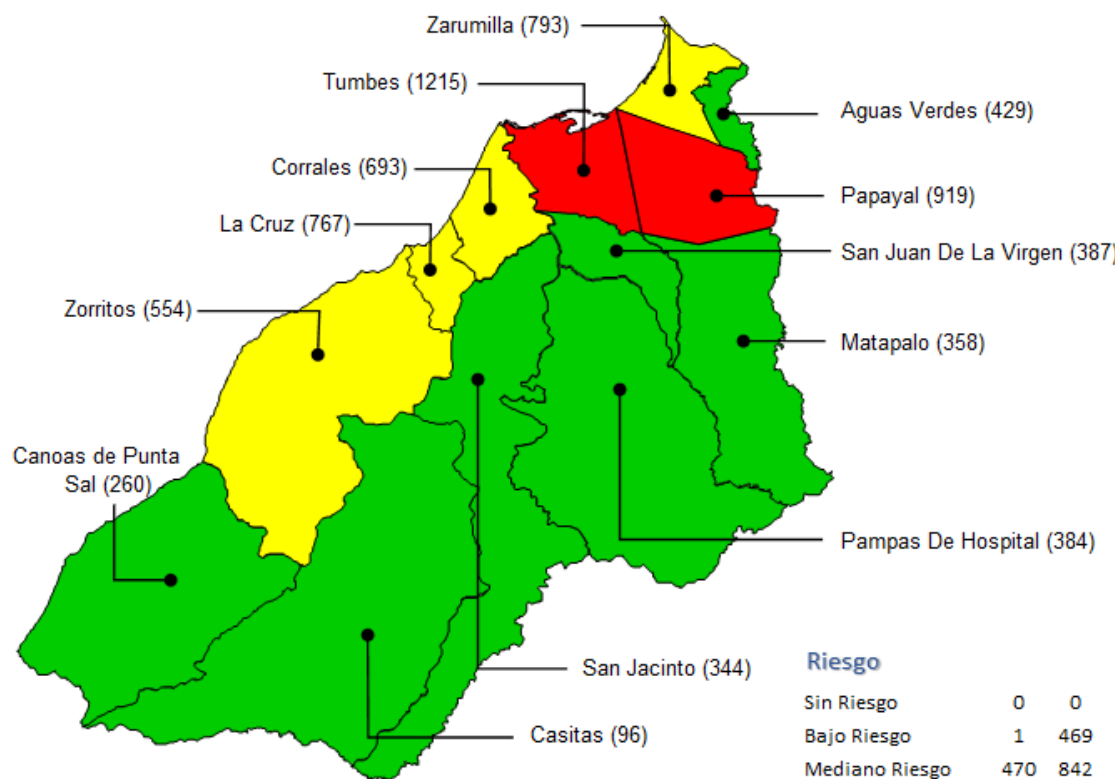 Zarumilla (793)
Tumbes (1215)
Aguas Verdes (429)
Corrales (693)
Papayal (919)
La Cruz (767)
San Juan De La Virgen (387)
Zorritos (554)
Matapalo (358)
Canoas de Punta
Sal (260)
Pampas De Hospital (384)
San Jacinto (344)
Casitas (96)
Riesgo
Sin Riesgo 0 0
Bajo Riesgo 1 469
Mediano Riesgo 470 842